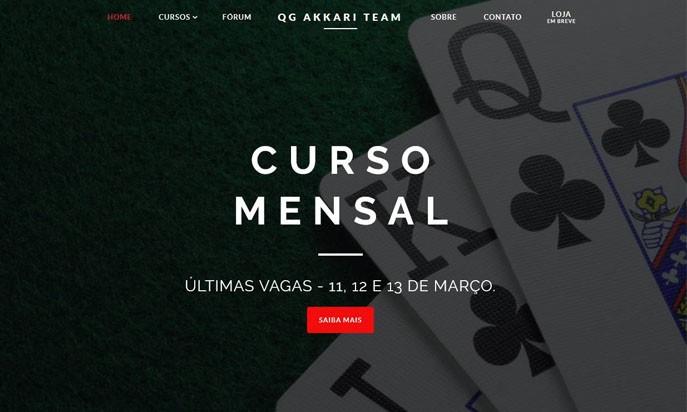 HOME CURSOS FÓRUM QG AKKARI TEAM SOBRE CONTATO LOJA
EM BREVE
Q
K
J
CURSO
MENSAL
ÚLTIMAS VAGAS - 11, 12 E 13 DE MARÇO.
SAIBA MAIS